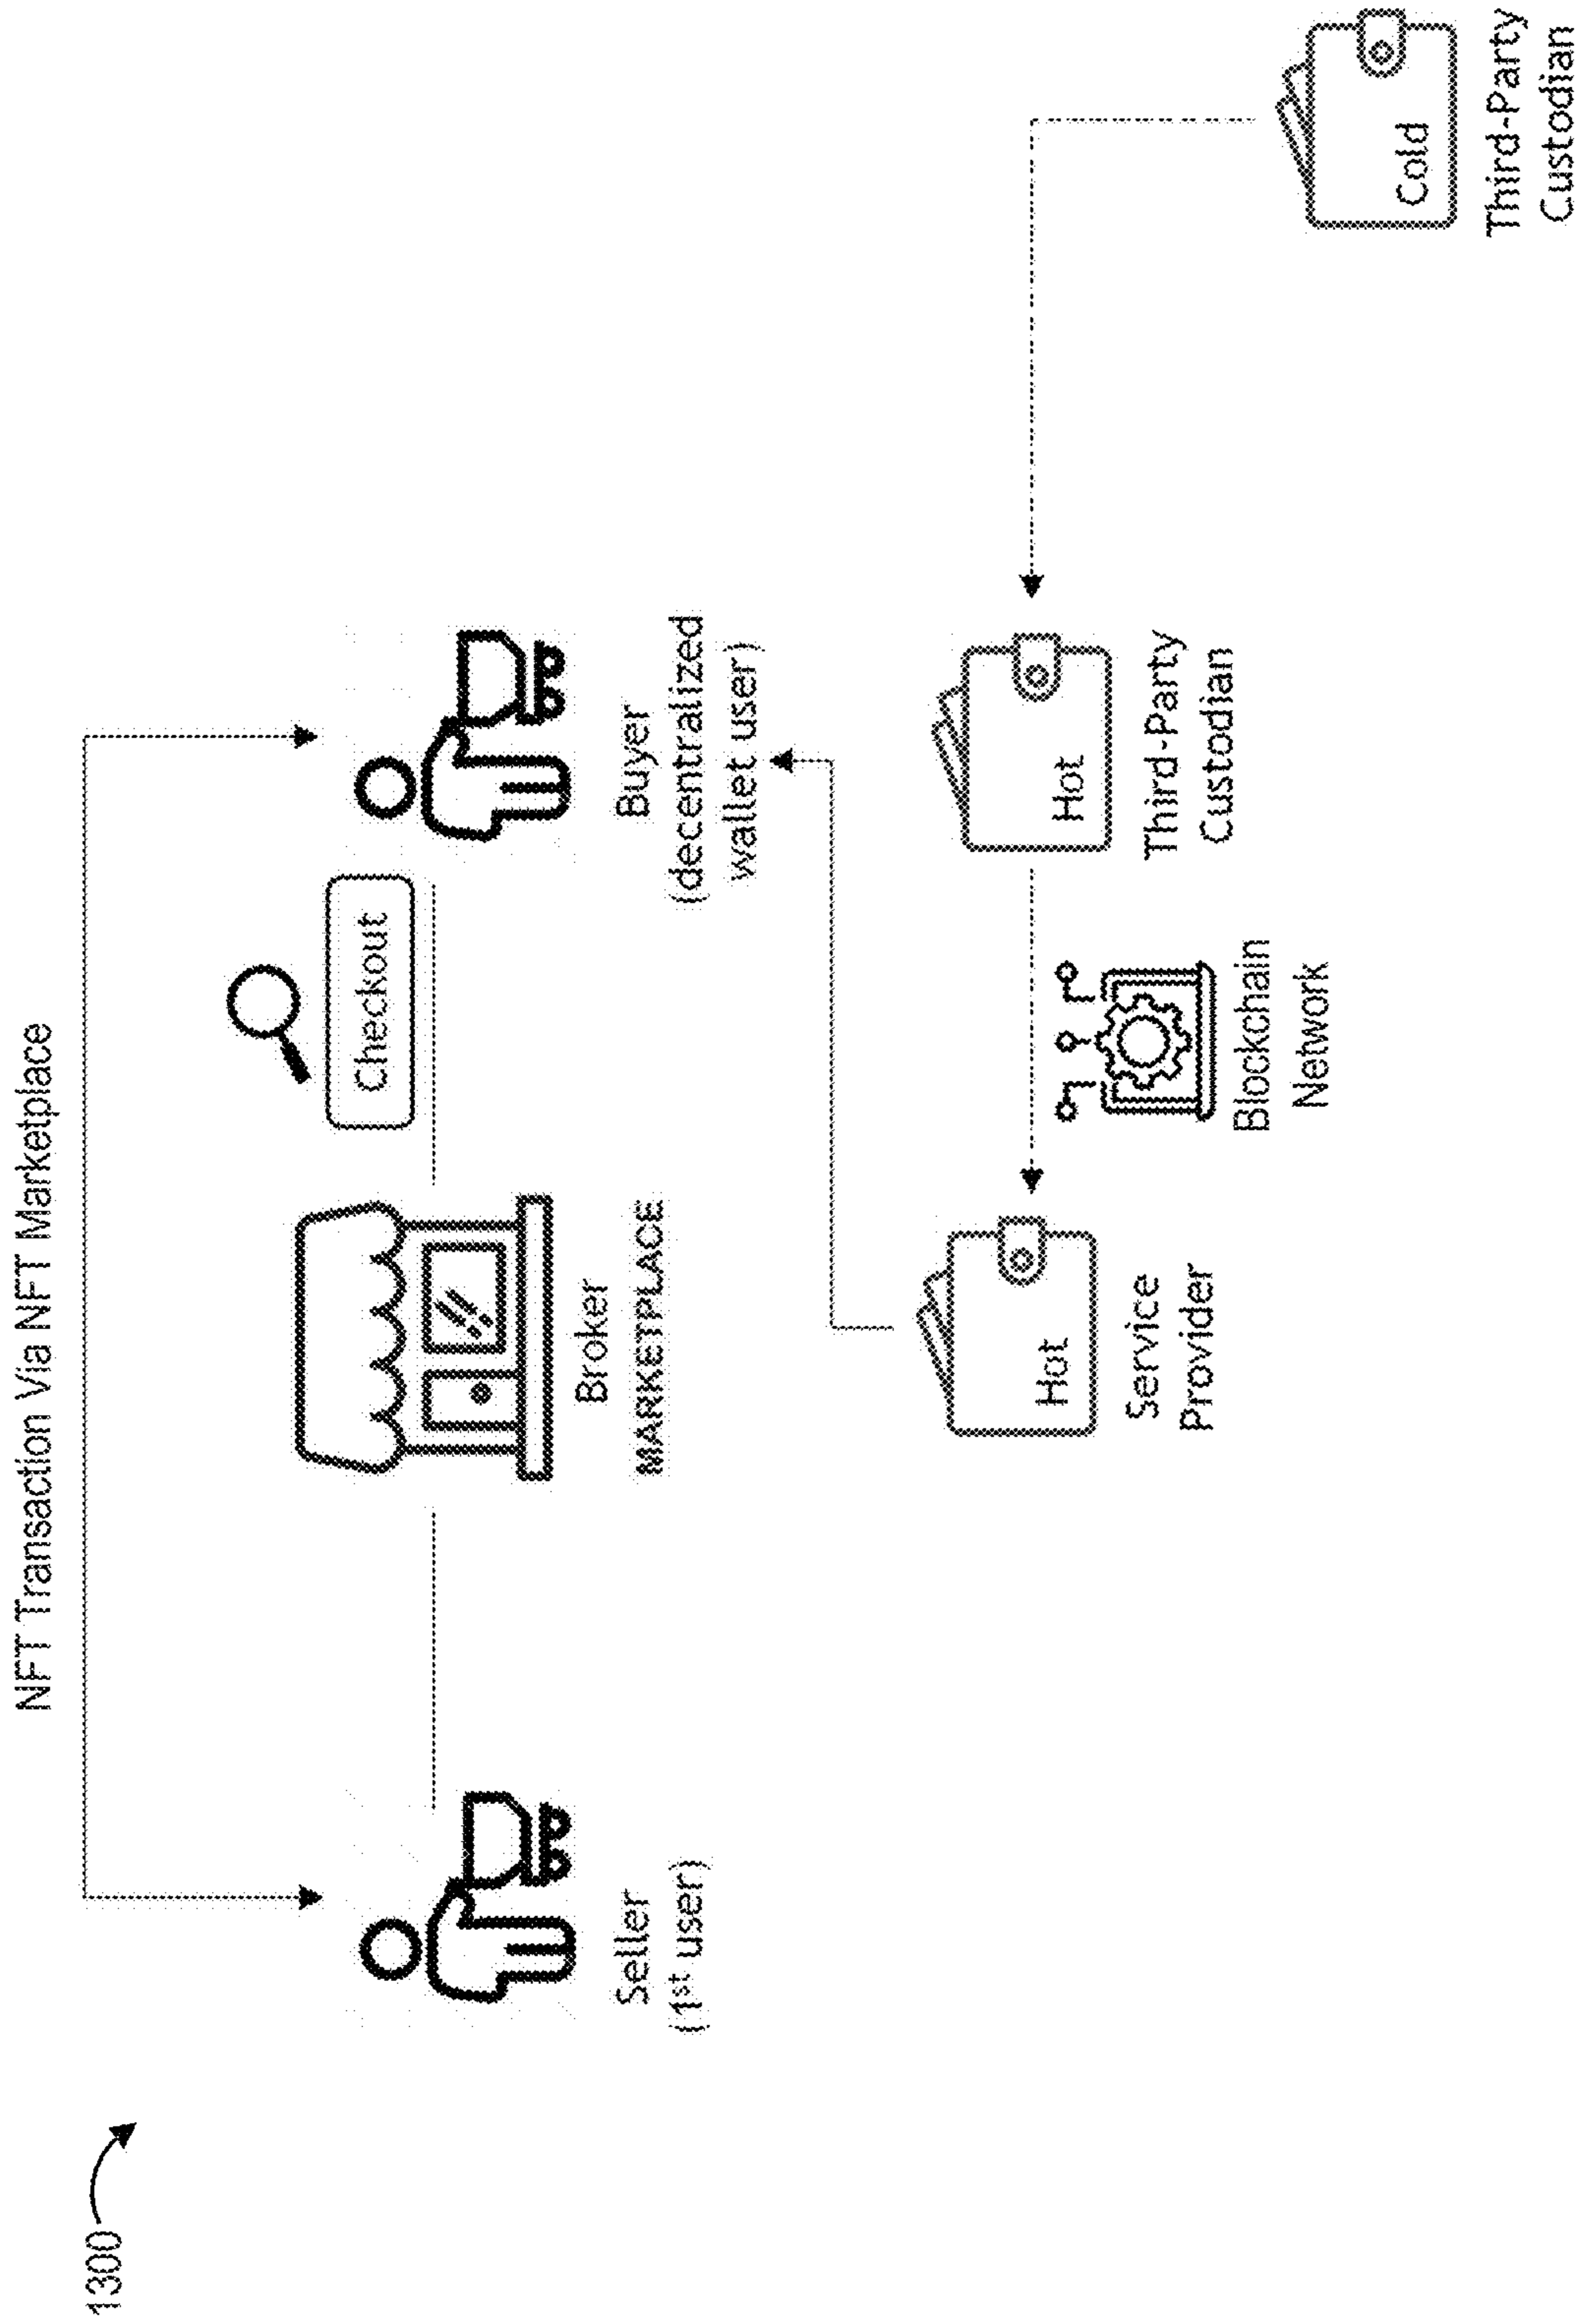 1300
NFT Transaction Via NFT Marketplace
Checkout
Seller
(1st user)
Broker
MARKETPLACE
Buyer
(decentralized
wallet user)
Hot
Service
Provider
Blockchain
Network
Hot
Third-Party
Custodian
Cold
Third-Party
Custodian